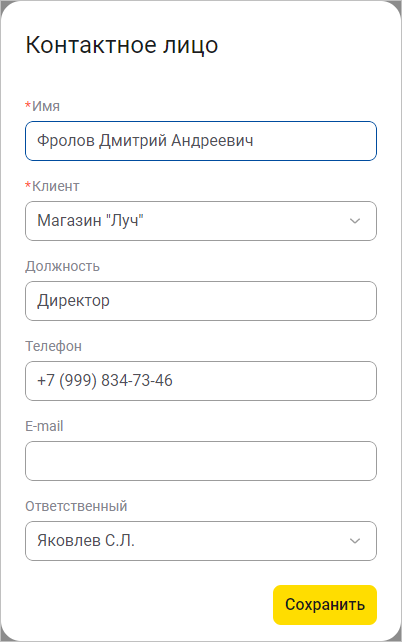 Контактное лицо
*Имя
Фролов Дмитрий Андреевич
*Клиент
Магазин "Луч"
Должность
Директор
Телефон
+7 (999) 834-73-46
E-mail
Ответственный
Яковлев С.Л.
Сохранить